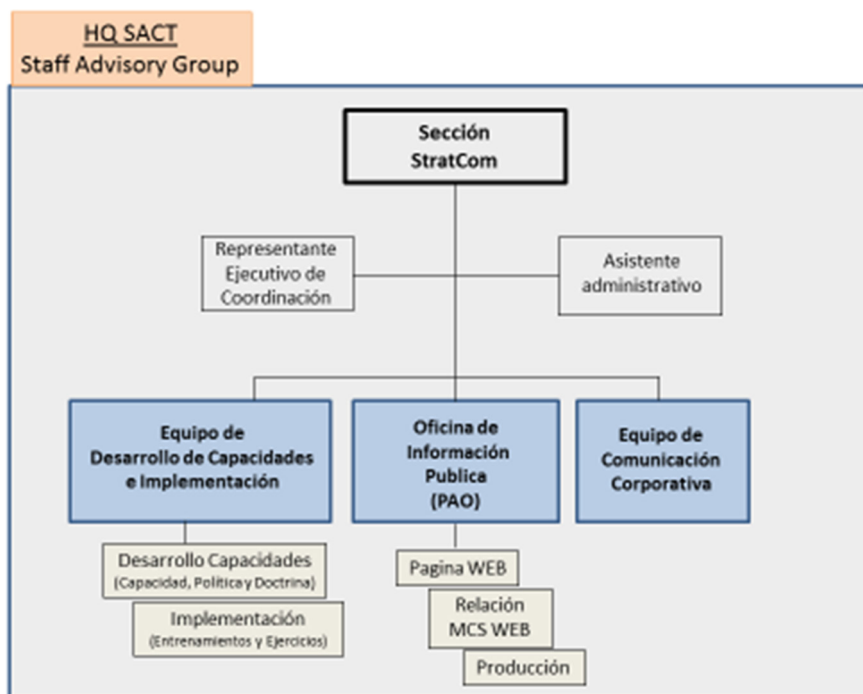 HQ SACT
Staff Advisory Group
Sección
StratCom
Representante
Ejecutivo de
Coordinación
Asistente
administrativo
Equipo de
Desarrollo de Capacidades
e Implementación
Oficina de
Información
Publica
(PAO)
Equipo de
Comunicación
Corporativa
Desarrollo Capacidades
(Capacidad, Política y Doctrina)
Implementación
(Entrenamientos y Ejercicios)
Pagina WEB
Relación
MCS WEB
Producción